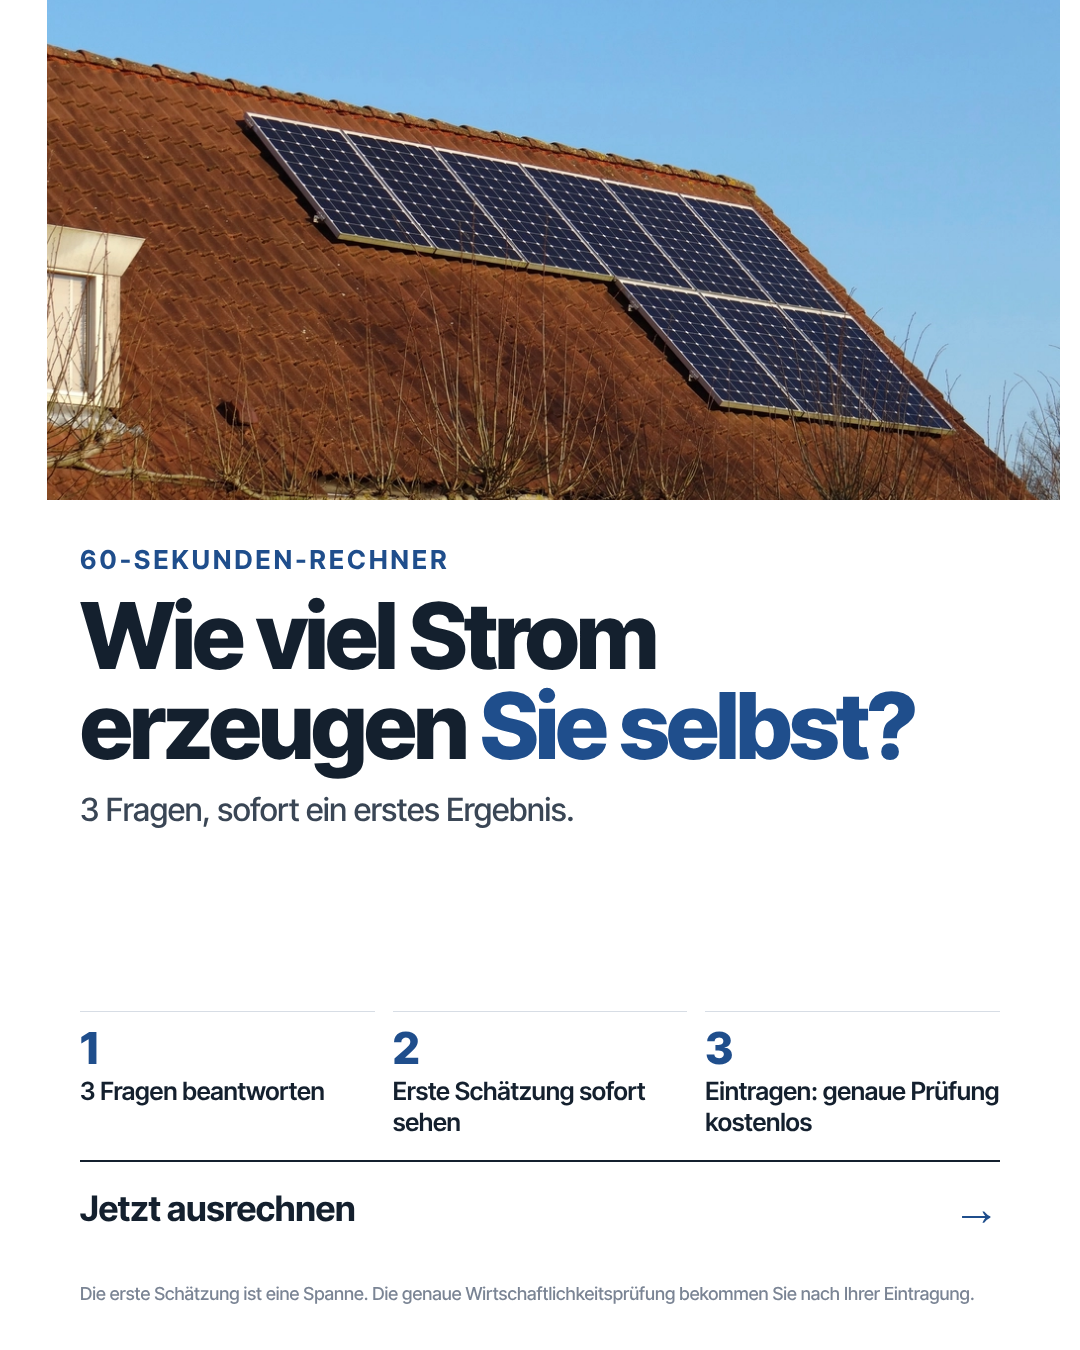 60-SEKUNDEN-RECHNER
Wie viel Strom
erzeugen Sie selbst?
3 Fragen, sofort ein erstes Ergebnis.
1
3 Fragen beantworten
2
Erste Schätzung sofort
sehen
3
Eintragen: genaue Prüfung
kostenlos
Jetzt ausrechnen →
Die erste Schätzung ist eine Spanne. Die genaue Wirtschaftlichkeitsprüfung bekommen Sie nach Ihrer Eintragung.